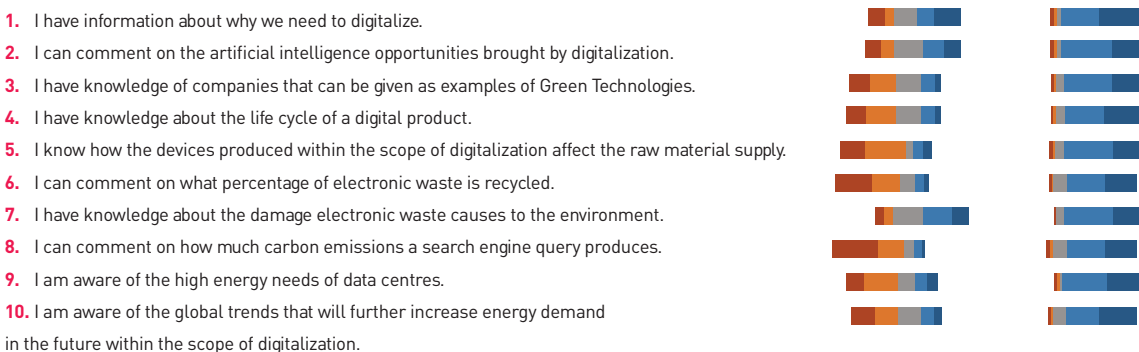 1. I have information about why we need to digitalize.
2. I can comment on the artificial intelligence opportunities brought by digitalization.
3. I have knowledge of companies that can be given as examples of Green Technologies.
4. I have knowledge about the life cycle of a digital product.
5. I know how the devices produced within the scope of digitalization affect the raw material supply.
6. I can comment on what percentage of electronic waste is recycled.
7. I have knowledge about the damage electronic waste causes to the environment.
8. I can comment on how much carbon emissions a search engine query produces.
9. I am aware of the high energy needs of data centres.
10. I am aware of the global trends that will further increase energy demand
in the future within the scope of digitalization.